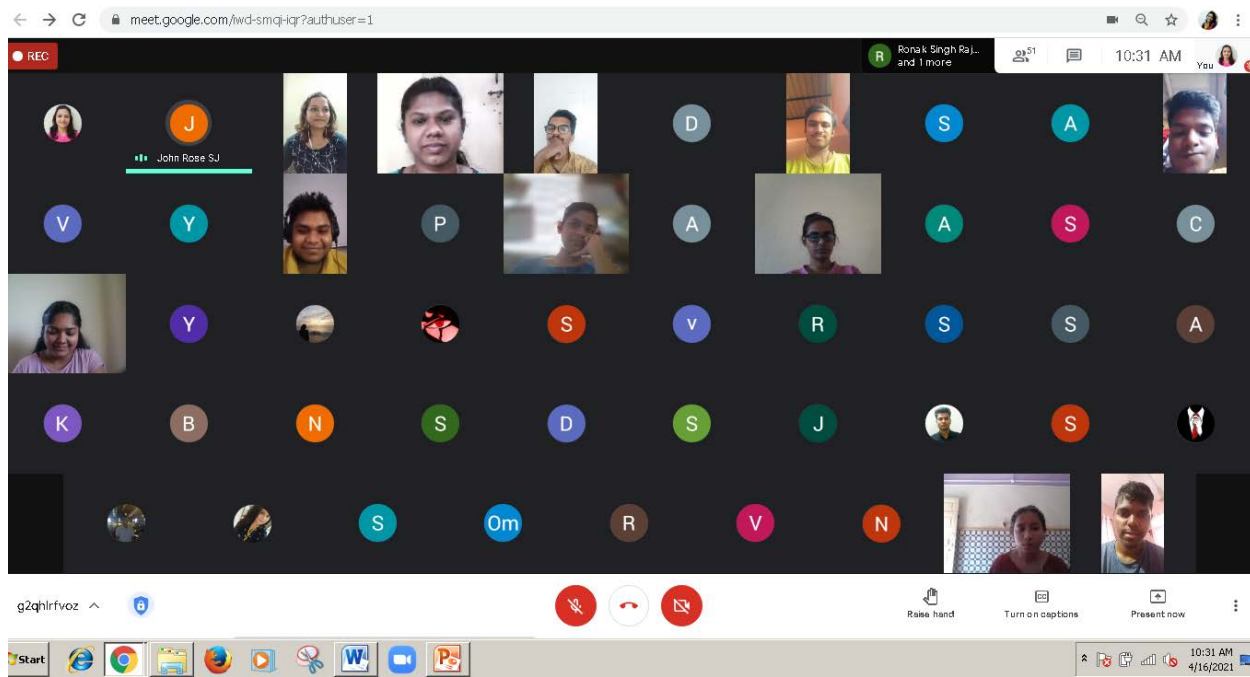 meet.google.com/iwd-smqi-iqr?authuser=1
REC
R Ronak Singh Raj...
and 1 more
51
10:31 AM
You
J D S A
John Rose SJ
V Y P A A S C
Y S v R S S A
K B N S D S J S
S Om R V N
g2qhlrfvoz
Raise hand
CC
Turn on captions
Present now
Start
W
P
10:31 AM
4/16/2021